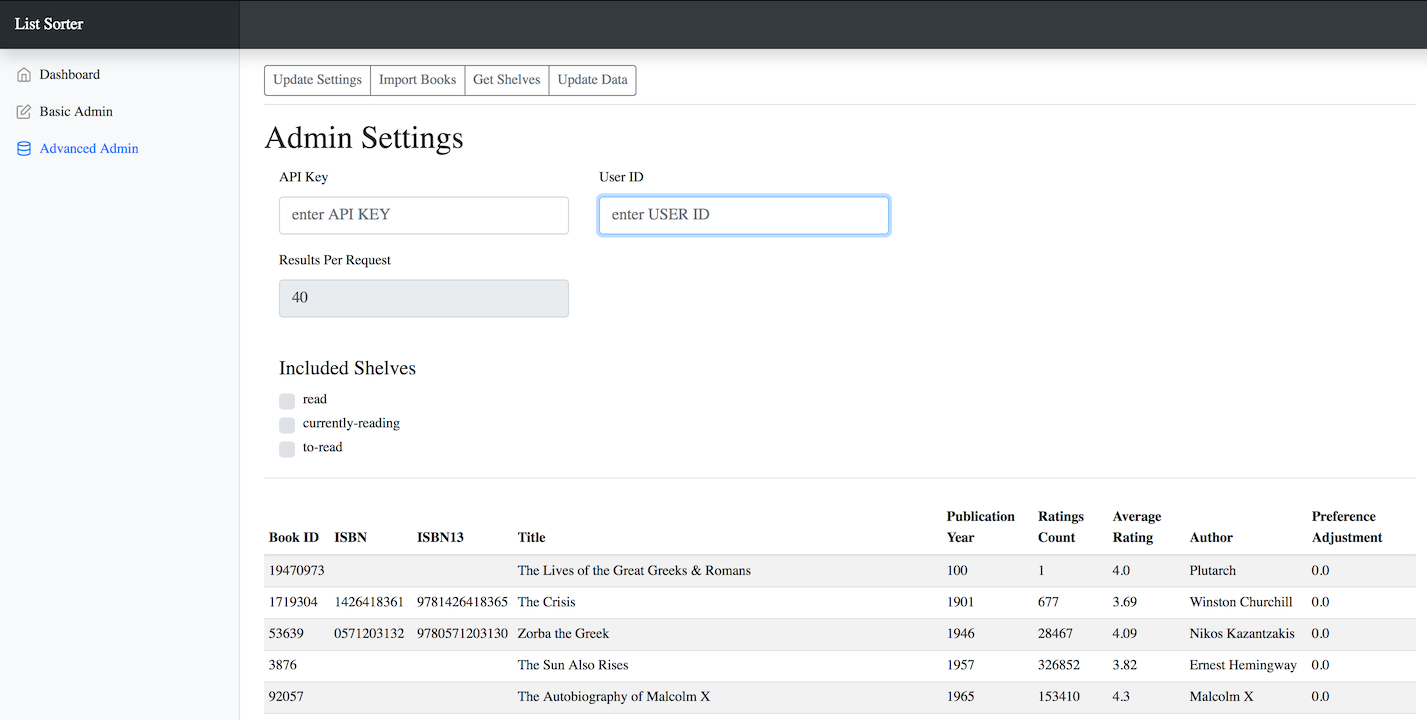 List Sorter
Dashboard
Basic Admin
Advanced Admin
Update Settings Import Books Get Shelves Update Data
Admin Settings
API Key User ID
enter API KEY enter USER ID
Results Per Request
40
Included Shelves
read
currently-reading
to-read
Publication Ratings Average Preference
Book ID ISBN ISBN13 Title Year Count Rating Author Adjustment
19470973 The Lives of the Great Greeks & Romans 100 1 4.0 Plutarch 0.0
1719304 1426418361 9781426418365 The Crisis 1901 677 3.69 Winston Churchill 0.0
53639 0571203132 9780571203130 Zorba the Greek 1946 28467 4.09 Nikos Kazantzakis 0.0
3876 The Sun Also Rises 1957 326852 3.82 Ernest Hemingway 0.0
92057 The Autobiography of Malcolm X 1965 153410 4.3 Malcolm X 0.0